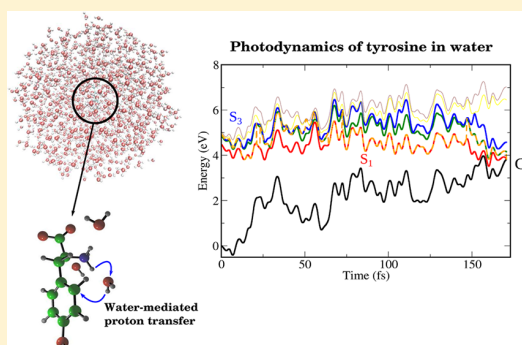 Photodynamics of tyrosine in water
8
6
4
2
0
Energy (eV)
S3
S1
C
0
50
100
150
Time (fs)
Water-mediated
proton transfer